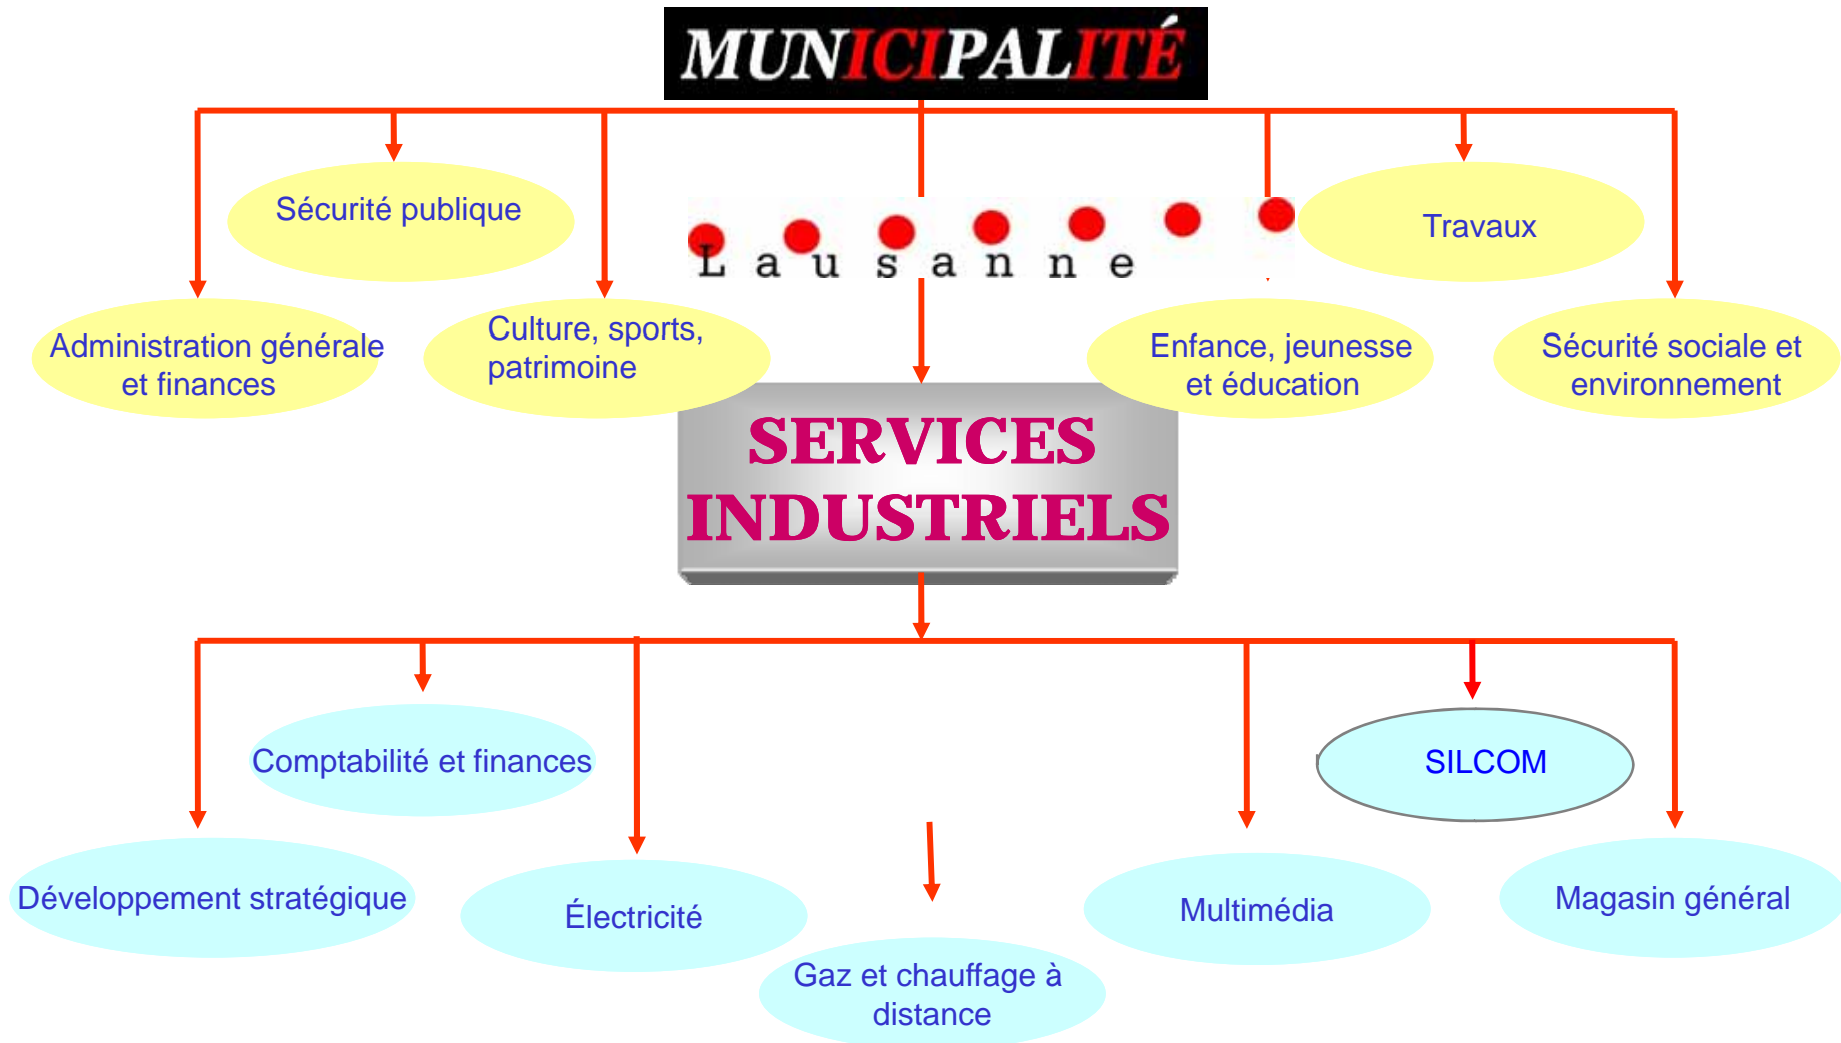 MUNICIPALITÉ
Sécurité publique
Lausanne
Travaux
Administration générale
et finances
Culture, sports,
patrimoine
Enfance, jeunesse
et éducation
Sécurité sociale et
environnement
SERVICES
INDUSTRIELS
Comptabilité et finances
SILCOM
Développement stratégique
Électricité
Multimédia
Magasin général
Gaz et chauffage à
distance